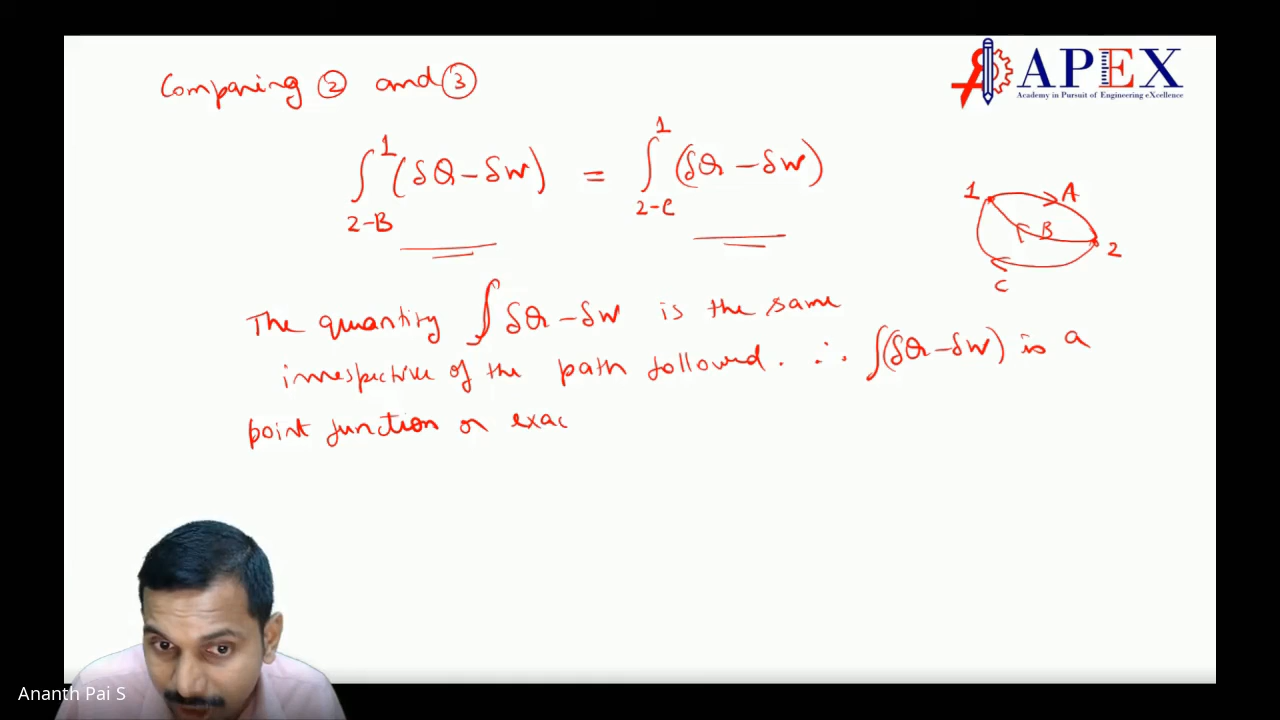 Comparing ② and ③
APEX
Academy in Pursuit of Engineering eXcellence
∫₂₋B¹ (δQ – δW) = ∫₂₋C¹ (δQ – δW)
1 A
B
2
C
The quantity ∫ δQ – δW is the same
irrespective of the path followed. ∴ ∫(δQ – δW) is a
point function or exac
Ananth Pai S